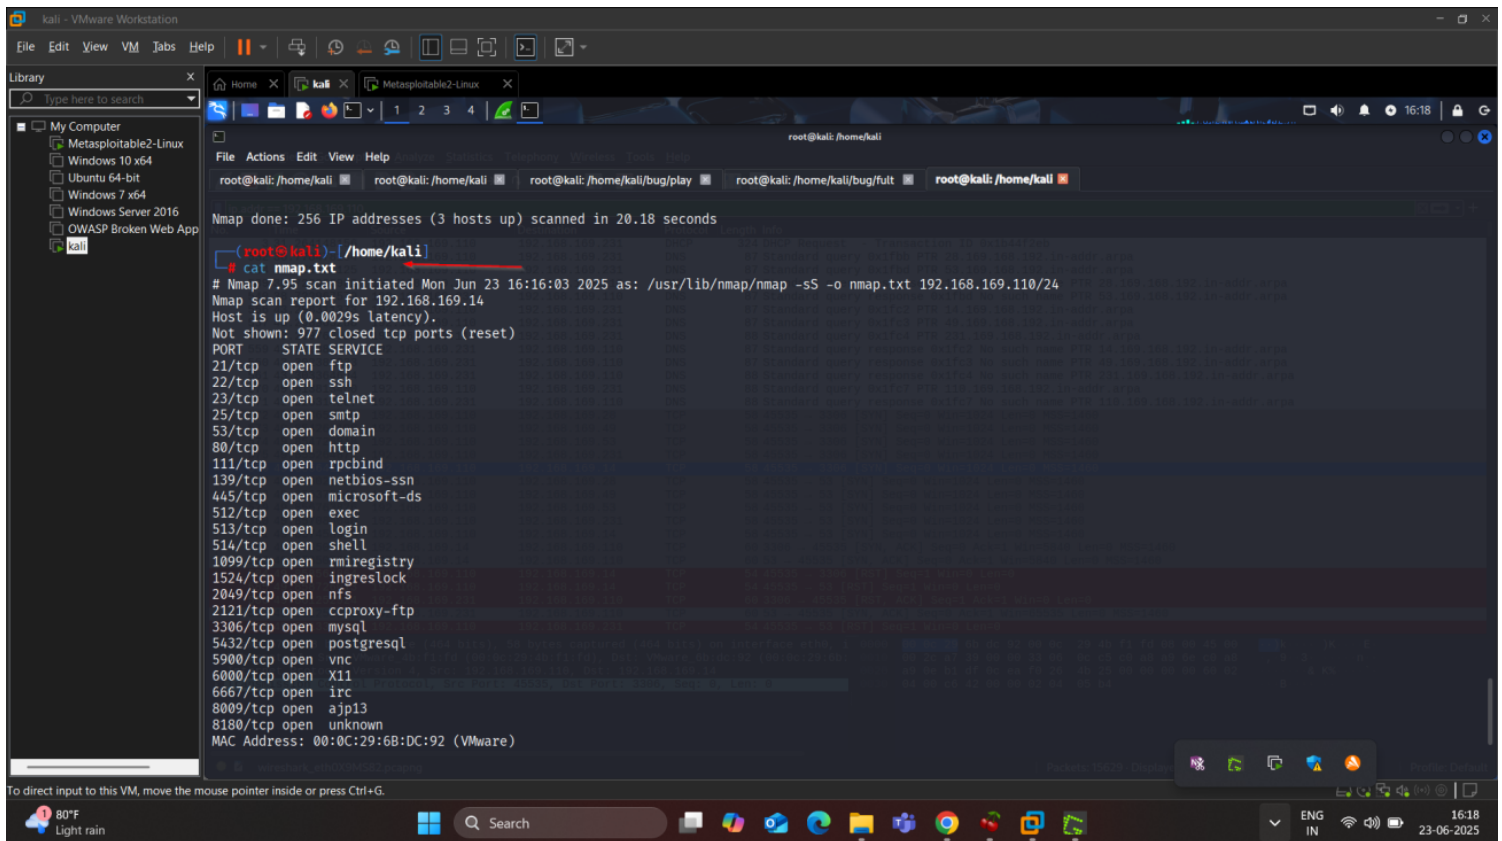 kali - VMware Workstation
File Edit View VM Tabs Help
Library X
Type here to search
Home X kali X Metasploitable2-Linux X
My Computer
Metasploitable2-Linux
Windows 10 x64
Ubuntu 64-bit
Windows 7 x64
Windows Server 2016
OWASP Broken Web App
kali
1 2 3 4
16:18
root@kali: /home/kali
File Actions Edit View Help
root@kali: /home/kali root@kali: /home/kali root@kali: /home/kali/bug/play root@kali: /home/kali/bug/fult root@kali: /home/kali
Nmap done: 256 IP addresses (3 hosts up) scanned in 20.18 seconds
(root㉿kali)-[/home/kali]
# cat nmap.txt
# Nmap 7.95 scan initiated Mon Jun 23 16:16:03 2025 as: /usr/lib/nmap/nmap -sS -o nmap.txt 192.168.169.110/24
Nmap scan report for 192.168.169.14
Host is up (0.0029s latency).
Not shown: 977 closed tcp ports (reset)
PORT STATE SERVICE
21/tcp open ftp
22/tcp open ssh
23/tcp open telnet
25/tcp open smtp
53/tcp open domain
80/tcp open http
111/tcp open rpcbind
139/tcp open netbios-ssn
445/tcp open microsoft-ds
512/tcp open exec
513/tcp open login
514/tcp open shell
1099/tcp open rmiregistry
1524/tcp open ingreslock
2049/tcp open nfs
2121/tcp open ccproxy-ftp
3306/tcp open mysql
5432/tcp open postgresql
5900/tcp open vnc
6000/tcp open X11
6667/tcp open irc
8009/tcp open ajp13
8180/tcp open unknown
MAC Address: 00:0C:29:6B:DC:92 (VMware)
To direct input to this VM, move the mouse pointer inside or press Ctrl+G.
1
80°F
Light rain
Search
ENG
IN
16:18
23-06-2025